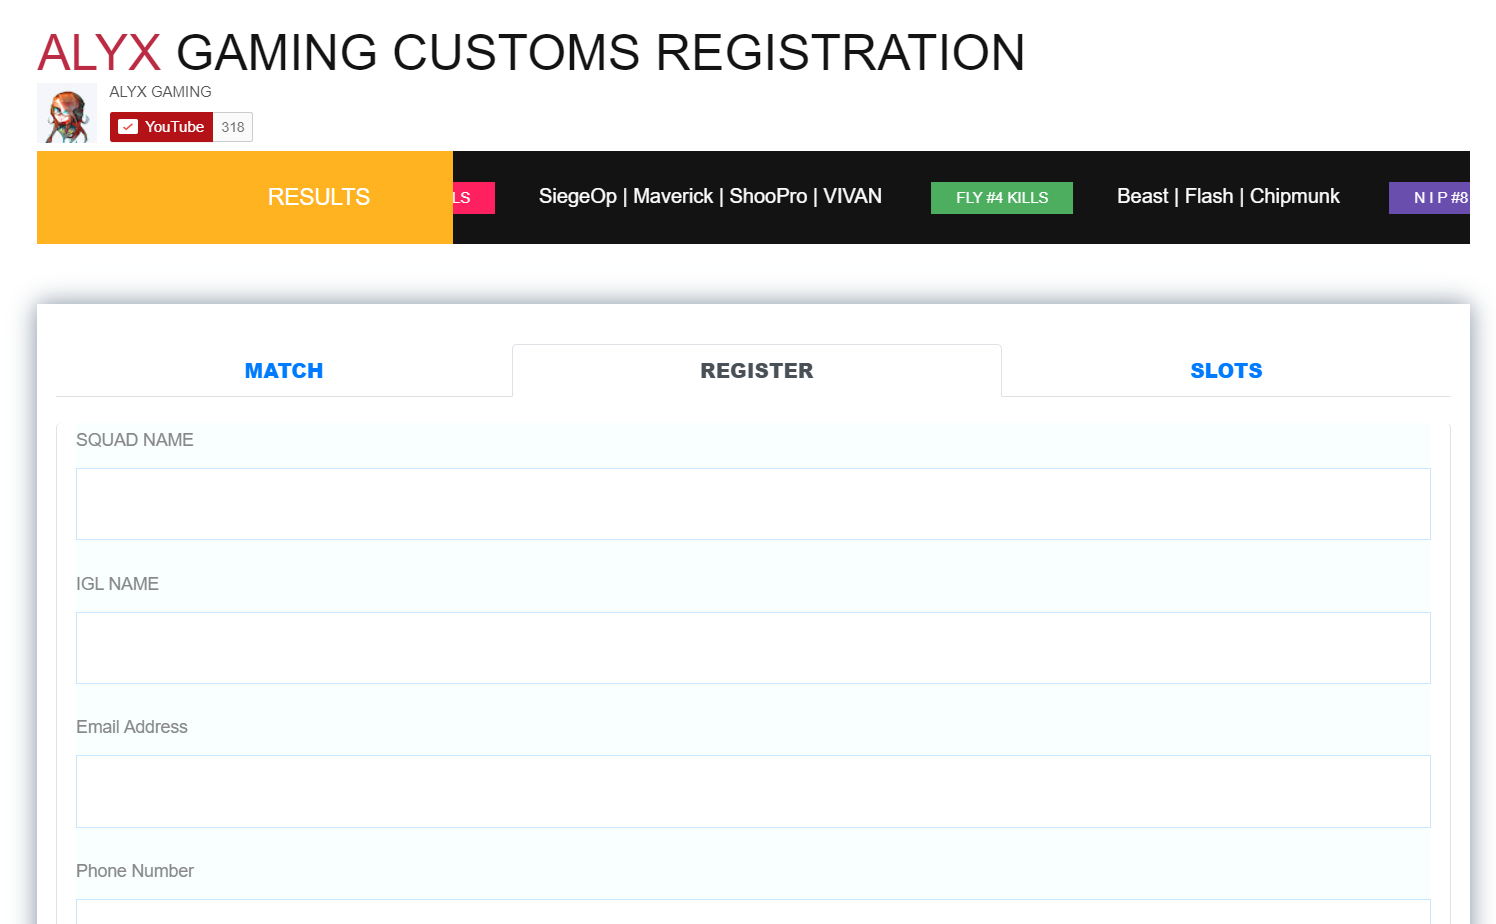 ALYX GAMING CUSTOMS REGISTRATION
ALYX GAMING
YouTube 318
RESULTS LS SiegeOp | Maverick | ShooPro | VIVAN FLY #4 KILLS Beast | Flash | Chipmunk N I P #8
MATCH REGISTER SLOTS
SQUAD NAME
IGL NAME
Email Address
Phone Number